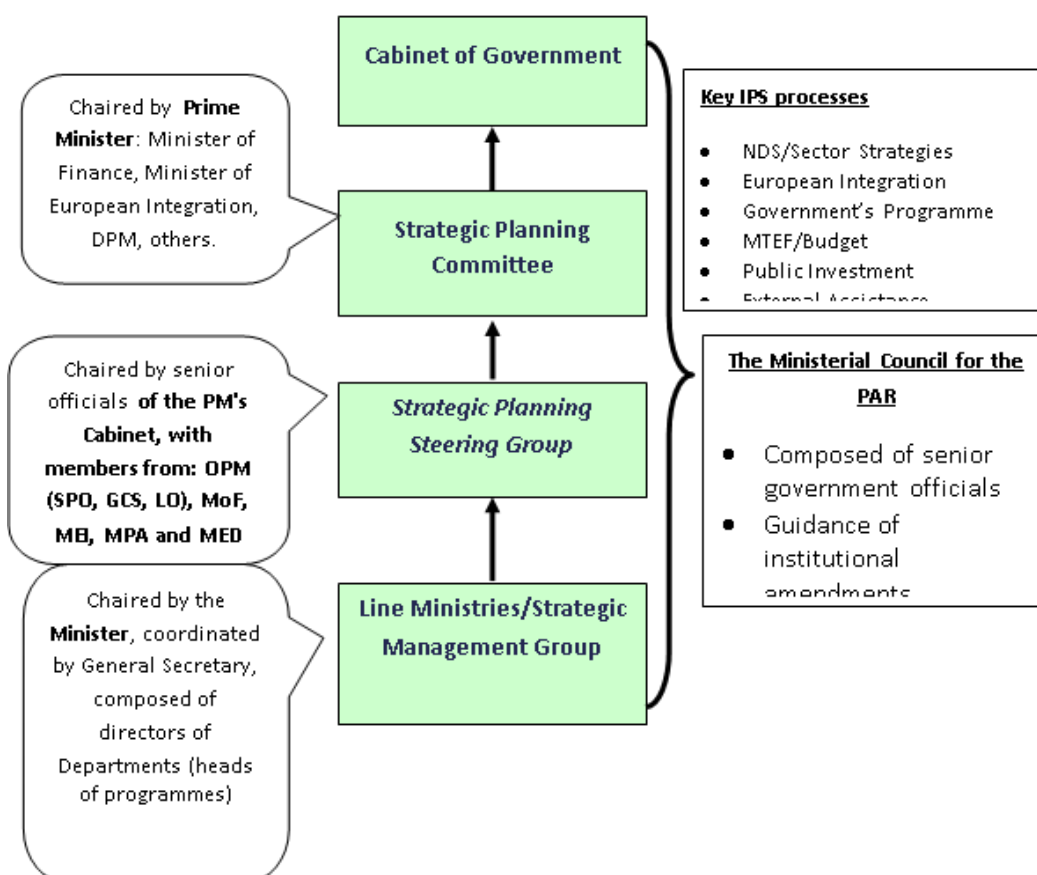 Cabinet of Government
Chaired by Prime
Minister: Minister of
Finance, Minister of
European Integration,
DPM, others.
Strategic Planning
Committee
Chaired by senior
officials of the PM's
Cabinet, with
members from: OPM
(SPO, GCS, LO), MoF,
MEI, MPA and MED
Strategic Planning
Steering Group
Chaired by the
Minister, coordinated
by General Secretary,
composed of
directors of
Departments (heads
of programmes)
Line Ministries/Strategic
Management Group
Key IPS processes
• NDS/Sector Strategies
• European Integration
• Government's Programme
• MTEF/Budget
• Public Investment
• External Assistance
The Ministerial Council for the
PAR
• Composed of senior
government officials
• Guidance of
institutional
amendments